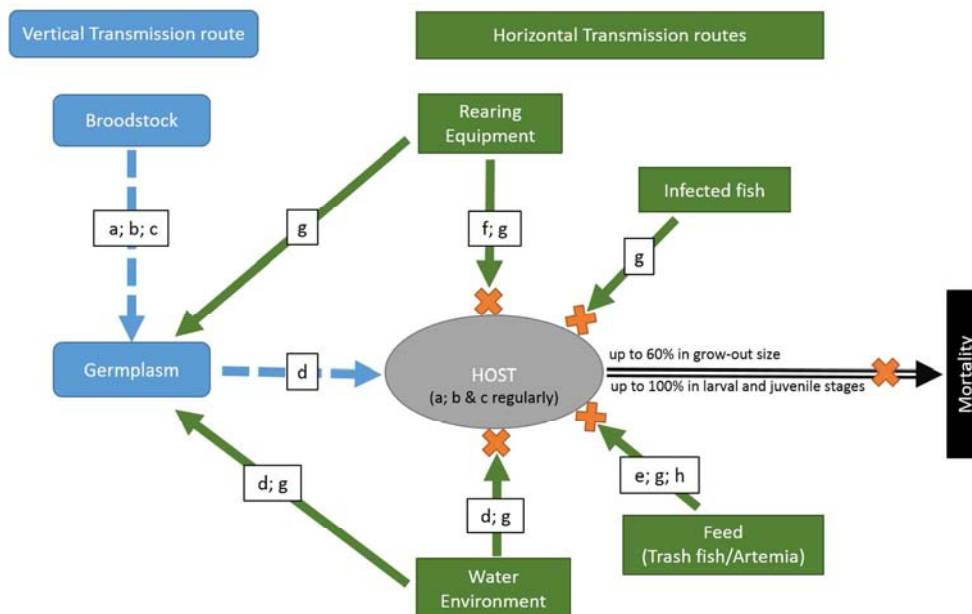 Vertical Transmission route
Horizontal Transmission routes
Broodstock
Rearing
Equipment
Infected fish
a; b; c
g
f; g
g
Germplasm
d
HOST
(a; b & c regularly)
up to 60% in grow-out size
up to 100% in larval and juvenile stages
Mortality
d; g
d; g
e; g; h
Feed
(Trash fish/Artemia)
Water
Environment